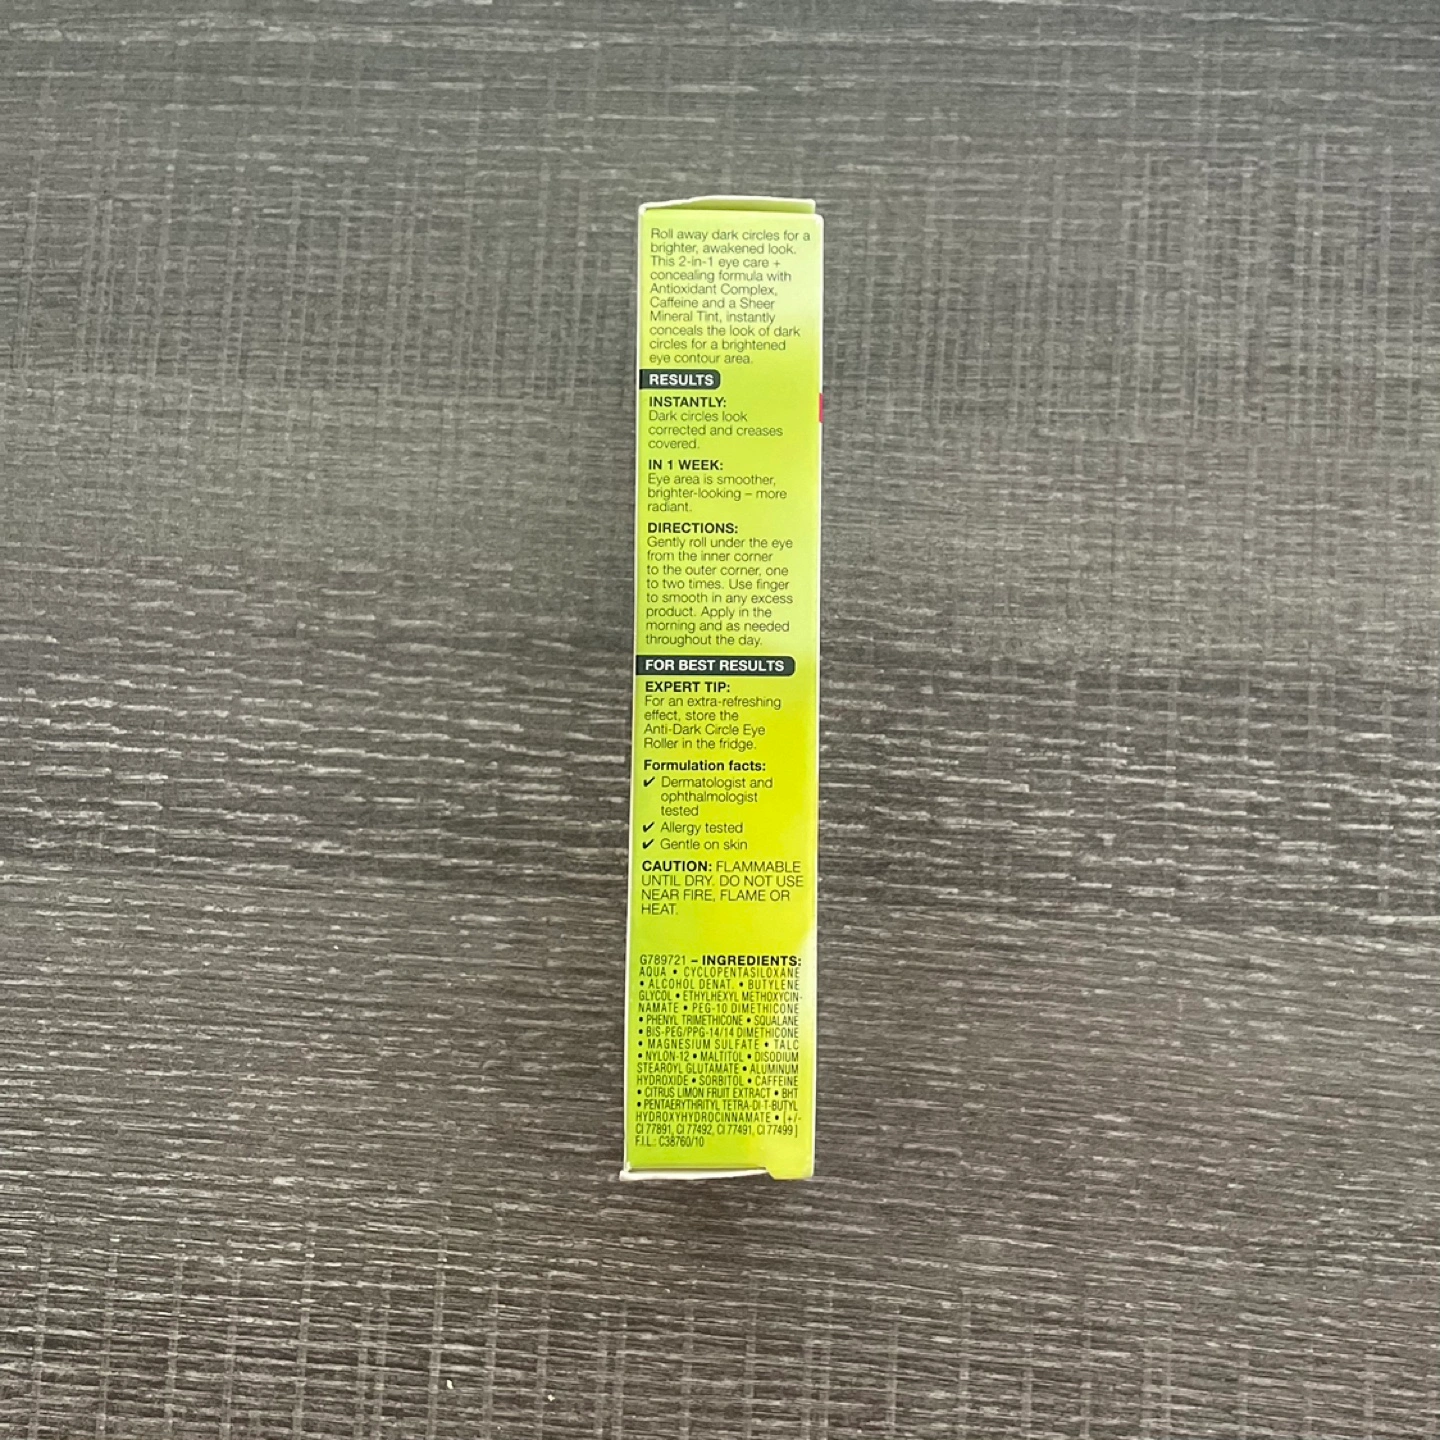 Roll away dark circles for a
brighter, awakened look.
This 2-in-1 eye care +
concealing formula with
Antioxidant Complex,
Caffeine and a Sheer
Mineral Tint, instantly
conceals the look of dark
circles for a brightened
eye contour area.
RESULTS
INSTANTLY:
Dark circles look
corrected and creases
covered.
IN 1 WEEK:
Eye area is smoother,
brighter-looking – more
radiant.
DIRECTIONS:
Gently roll under the eye
from the inner corner
to the outer corner, one
to two times. Use finger
to smooth in any excess
product. Apply in the
morning and as needed
throughout the day.
FOR BEST RESULTS
EXPERT TIP:
For an extra-refreshing
effect, store the
Anti-Dark Circle Eye
Roller in the fridge.
Formulation facts:
✔ Dermatologist and
ophthalmologist
tested
✔ Allergy tested
✔ Gentle on skin
CAUTION: FLAMMABLE
UNTIL DRY. DO NOT USE
NEAR FIRE, FLAME OR
HEAT.
G789721 – INGREDIENTS:
AQUA • CYCLOPENTASILOXANE
• ALCOHOL DENAT. • BUTYLENE
GLYCOL • ETHYLHEXYL METHOXYCIN-
NAMATE • PEG-10 DIMETHICONE
• PHENYL TRIMETHICONE • SQUALANE
• BIS-PEG/PPG-14/14 DIMETHICONE
• MAGNESIUM SULFATE • TALC
• NYLON-12 • MALTITOL • DISODIUM
STEAROYL GLUTAMATE • ALUMINUM
HYDROXIDE • SORBITOL • CAFFEINE
• CITRUS LIMON FRUIT EXTRACT • BHT
• PENTAERYTHRITYL TETRA-DI-T-BUTYL
HYDROXYHYDROCINNAMATE • [+/-
CI 77891, CI 77492, CI 77491, CI 77499 ]
F.I.L.: C38760/10